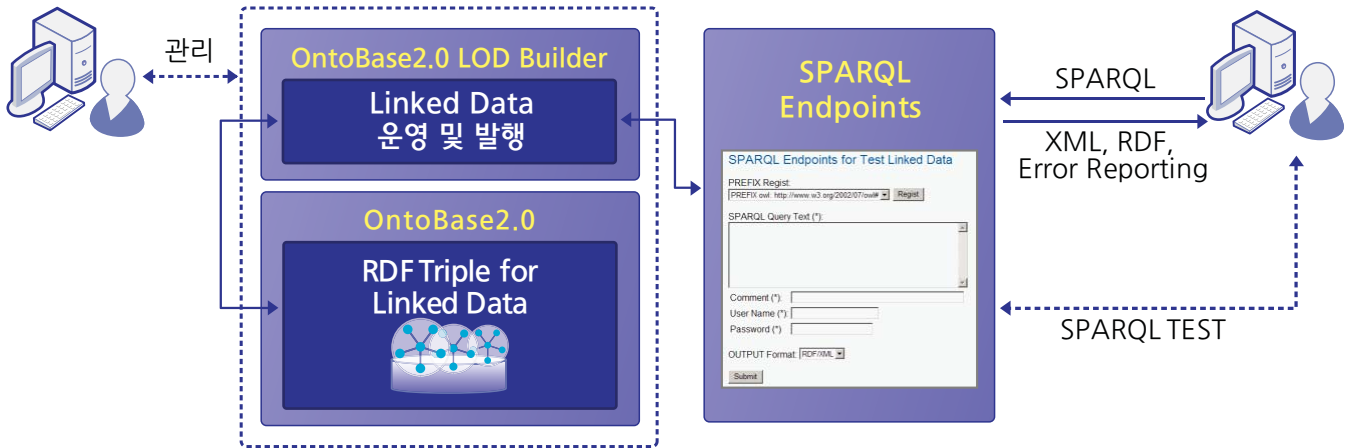 관리
OntoBase2.0 LOD Builder
Linked Data
운영 및 발행
OntoBase2.0
RDF Triple for
Linked Data
SPARQL
Endpoints
SPARQL Endpoints for Test Linked Data
PREFIX Regist:
PREFIX owl: http://www.w3.org/2002/07/owl#
Regist
SPARQL Query Text (*):
Comment (*):
User Name (*):
Password (*)
OUTPUT Format: RDF/XML
Submit
SPARQL
XML, RDF,
Error Reporting
SPARQL TEST